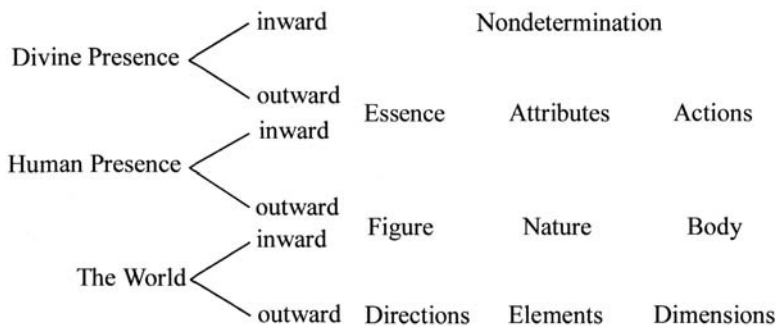 inward Nondetermination
Divine Presence
outward
Essence Attributes Actions
inward
Human Presence
outward
Figure Nature Body
inward
The World
outward Directions Elements Dimensions